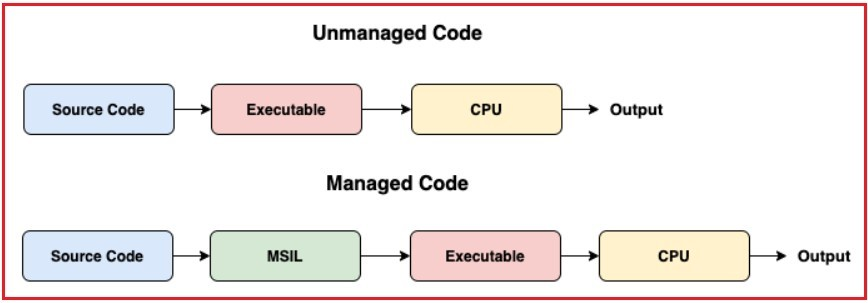 Unmanaged Code
Source Code
Executable
CPU
Output
Managed Code
Source Code
MSIL
Executable
CPU
Output